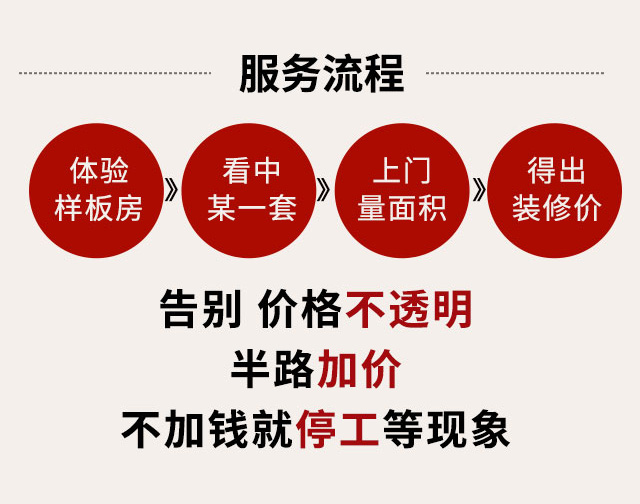 服务流程
体验
样板房
》
看中
某一套
》
上门
量面积
》
得出
装修价
告别 价格不透明
半路加价
不加钱就停工等现象